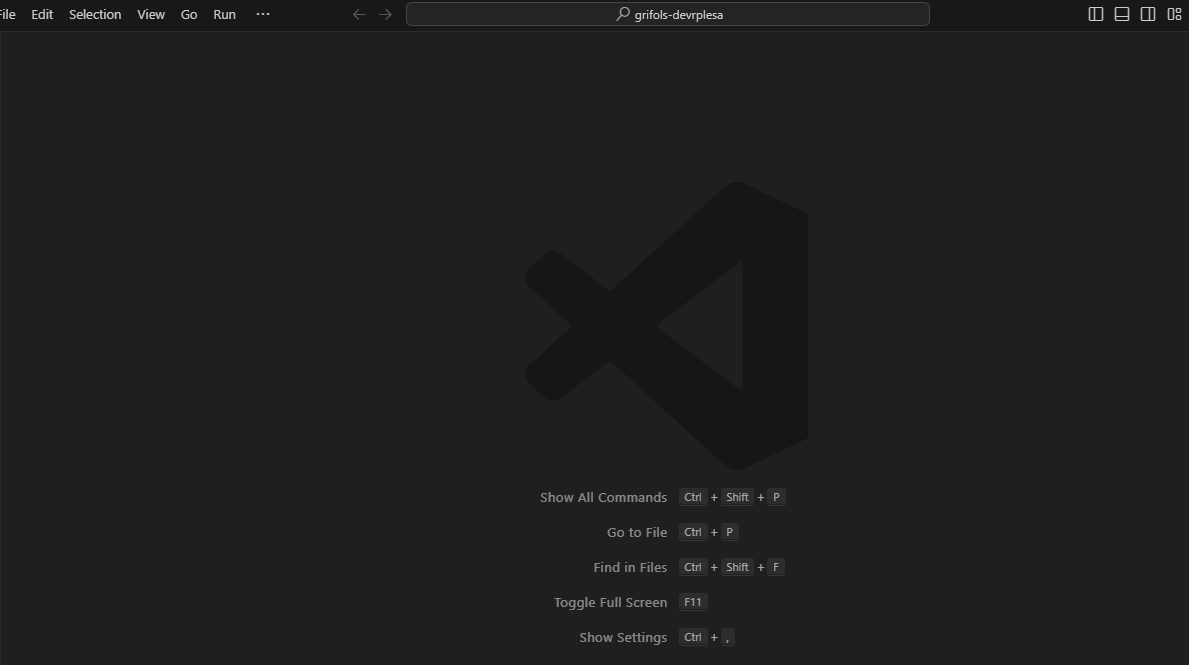 File Edit Selection View Go Run ··· grifols-devrplesa
Show All Commands Ctrl + Shift + P
Go to File Ctrl + P
Find in Files Ctrl + Shift + F
Toggle Full Screen F11
Show Settings Ctrl + ,